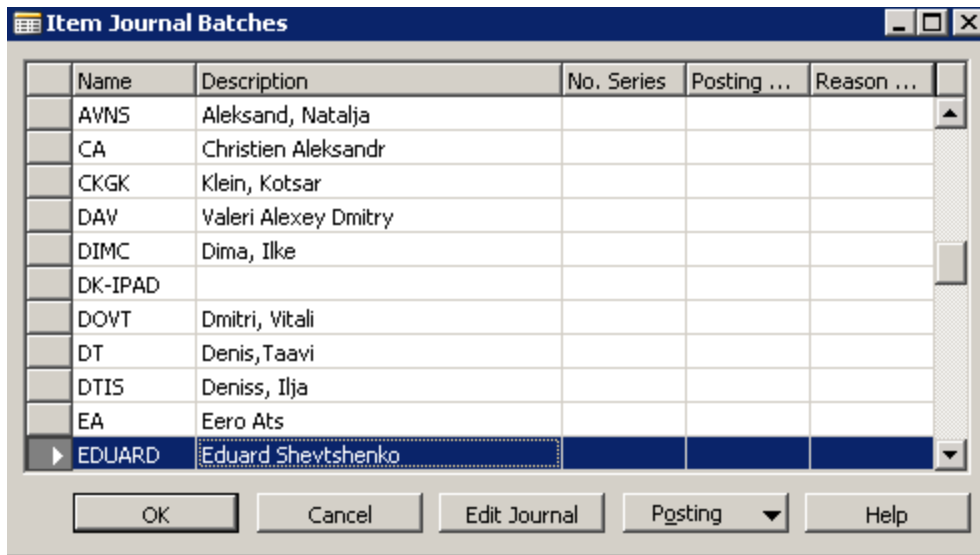 Item Journal Batches
Name Description No. Series Posting ... Reason ...
AVNS Aleksand, Natalja
CA Christien Aleksandr
CKGK Klein, Kotsar
DAV Valeri Alexey Dmitry
DIMC Dima, Ilke
DK-IPAD
DOVT Dmitri, Vitali
DT Denis,Taavi
DTIS Deniss, Ilja
EA Eero Ats
EDUARD Eduard Shevtshenko
OK Cancel Edit Journal Posting Help